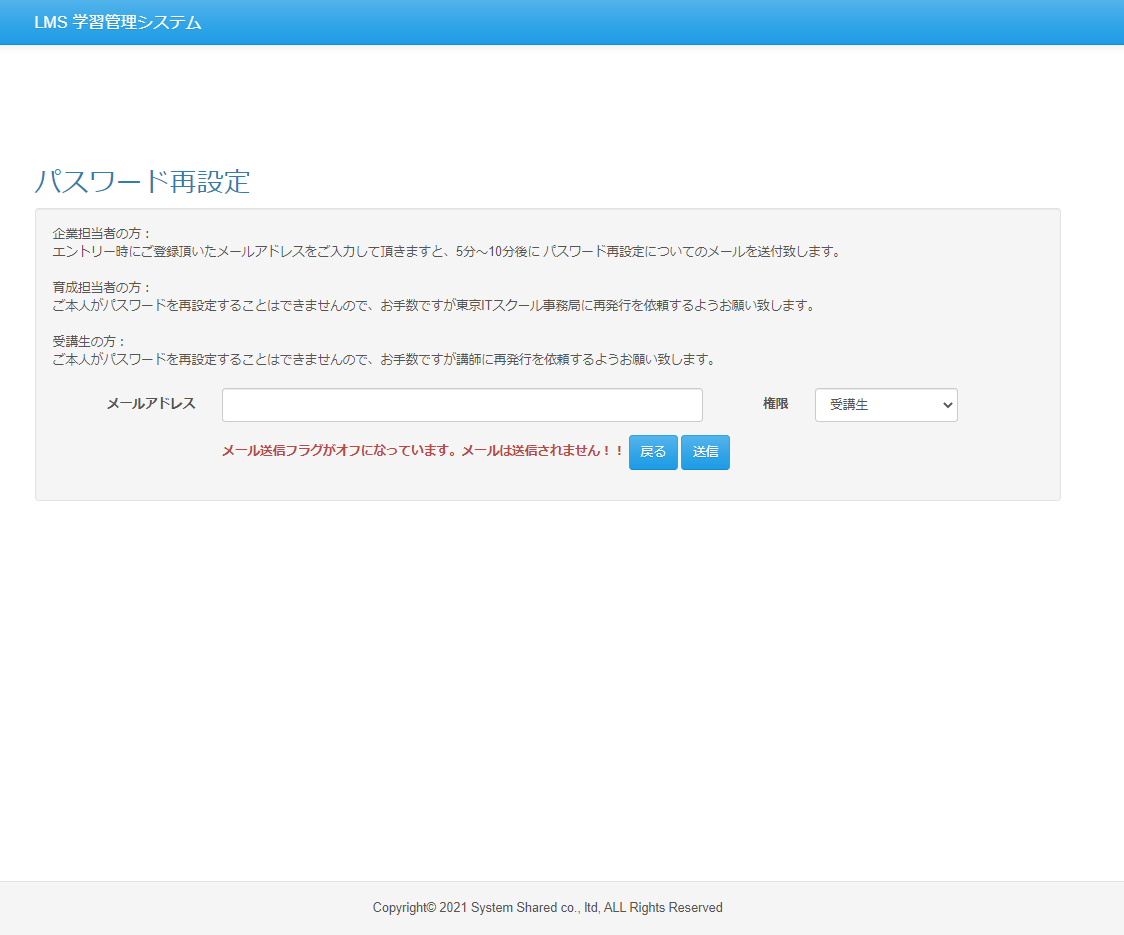 LMS 学習管理システム
パスワード再設定
企業担当者の方：
エントリー時にご登録頂いたメールアドレスをご入力して頂きますと、5分～10分後に パスワード再設定についてのメールを送付致します。
育成担当者の方：
ご本人がパスワードを再設定することはできませんので、お手数ですが東京ITスクール事務局に再発行を依頼するようお願い致します。
受講生の方：
ご本人がパスワードを再設定することはできませんので、お手数ですが講師に再発行を依頼するようお願い致します。
メールアドレス 権限 受講生
メール送信フラグがオフになっています。メールは送信されません！！ 戻る 送信
Copyright© 2021 System Shared co., ltd, ALL Rights Reserved